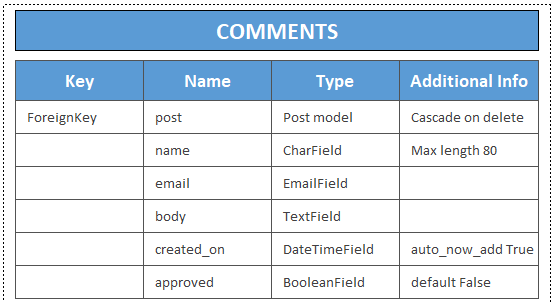 COMMENTS
Key Name Type Additional Info
ForeignKey post Post model Cascade on delete
name CharField Max length 80
email EmailField
body TextField
created_on DateTimeField auto_now_add True
approved BooleanField default False